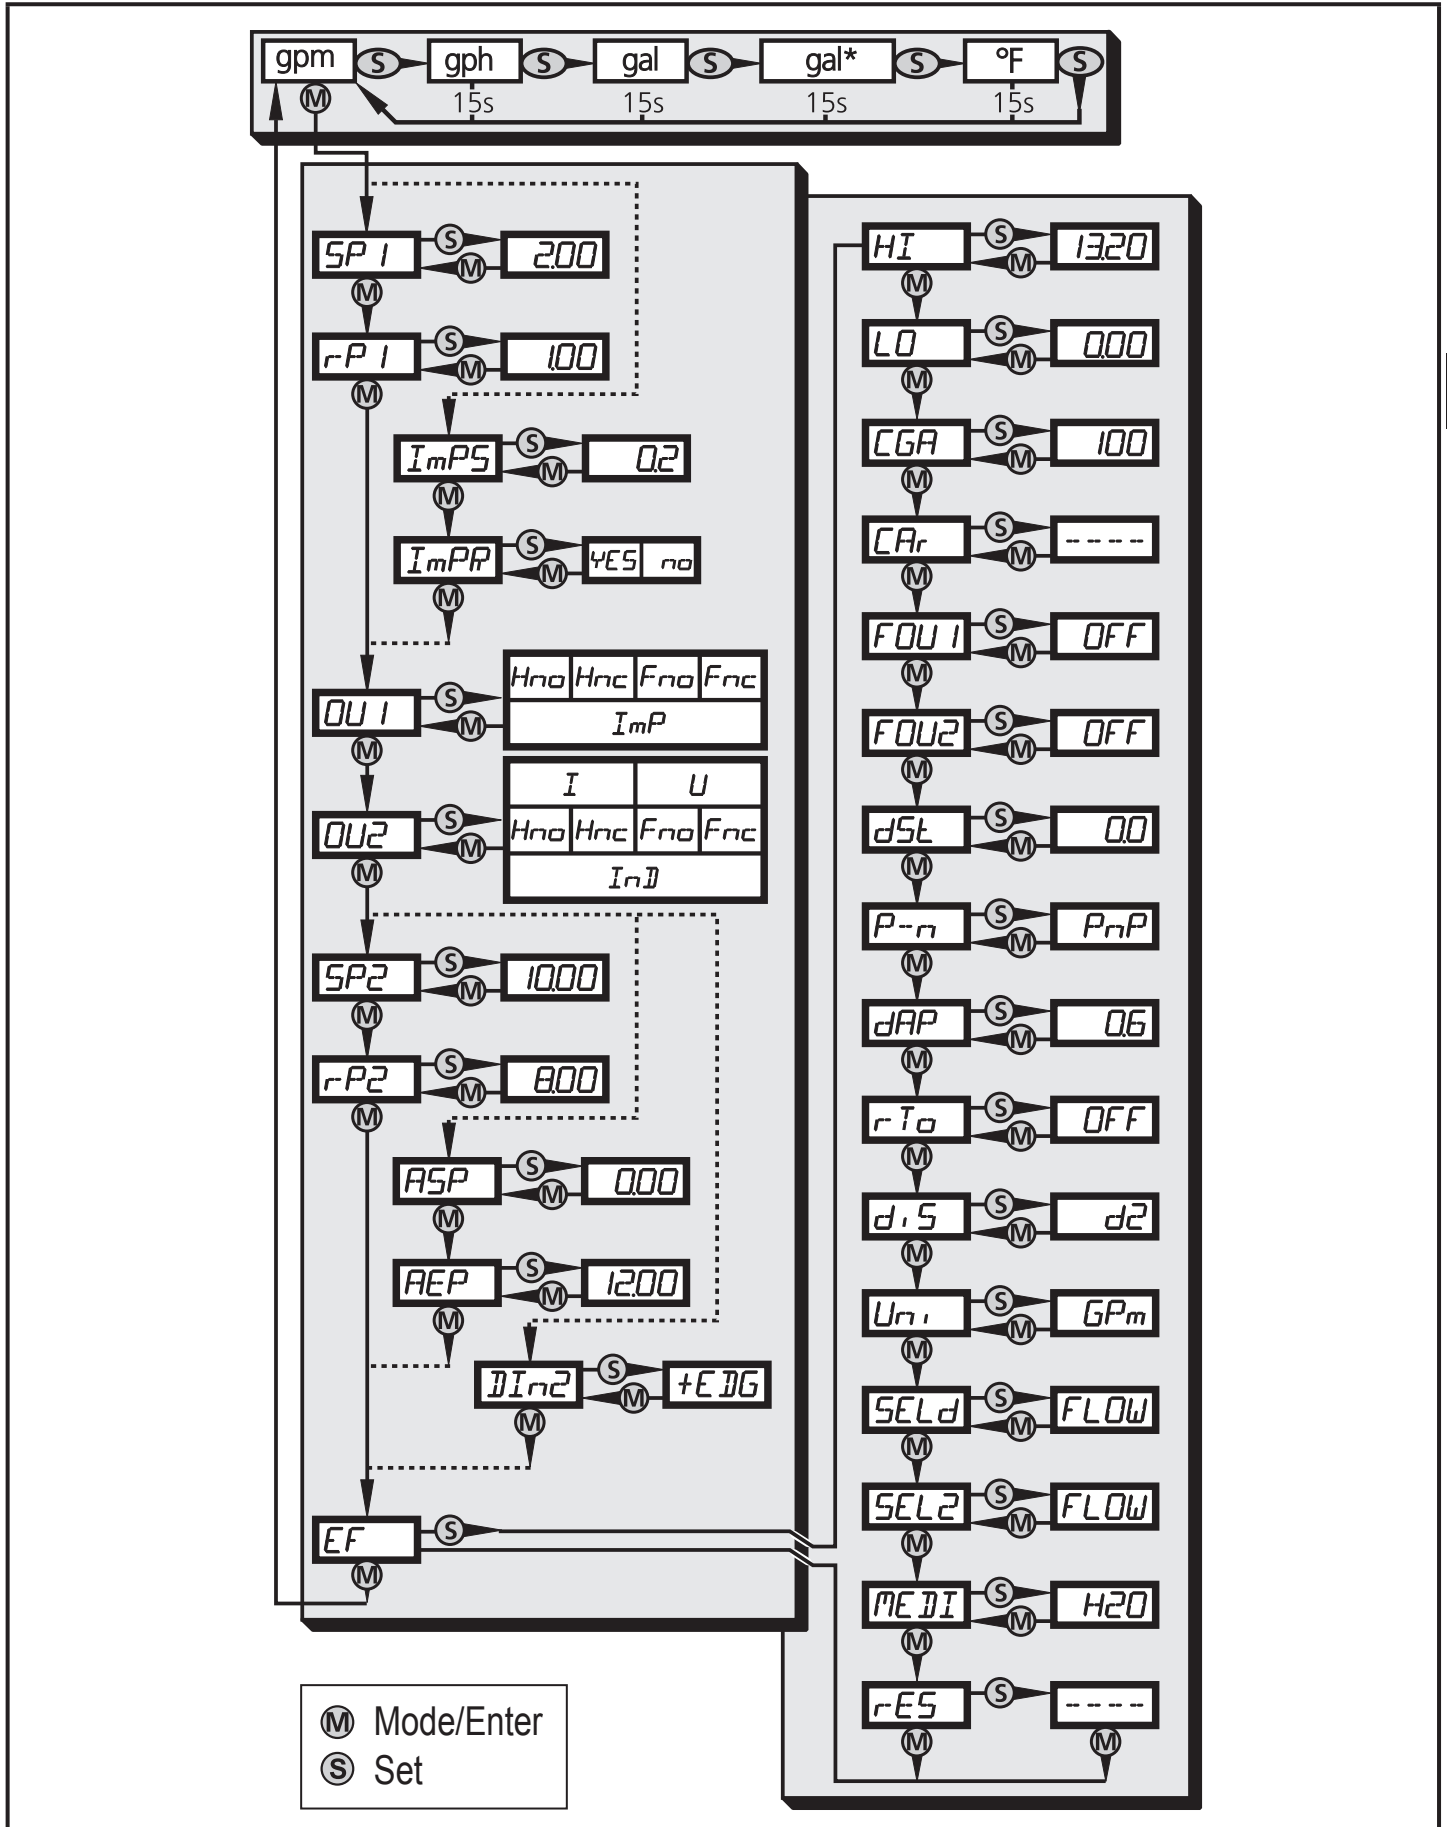 gpm S gph S gal S gal* S °F S
M 15s 15s 15s 15s
SP1 S M 2.00
M
rP1 S M 1.00
M
ImPS S M 0.2
M
ImPR S M YES no
M
OU1 S M Hno Hnc Fno Fnc
ImP
M
I U
OU2 S M Hno Hnc Fno Fnc
InD
M
SP2 S M 10.00
M
rP2 S M 8.00
M
ASP S M 0.00
M
AEP S M 12.00
M
DIn2 S M +EDG
M
EF S
M
HI S M 13.20
M
LO S M 0.00
M
CGA S M 100
M
CAr S M ----
M
FOU1 S M OFF
M
FOU2 S M OFF
M
dSt S M 0.0
M
P-n S M PnP
M
dAP S M 0.6
M
rTo S M OFF
M
diS S M d2
M
Uni S M GPm
M
SELd S M FLOW
M
SEL2 S M FLOW
M
MEDI S M H2O
M
rES S ----
M M
M Mode/Enter
S Set